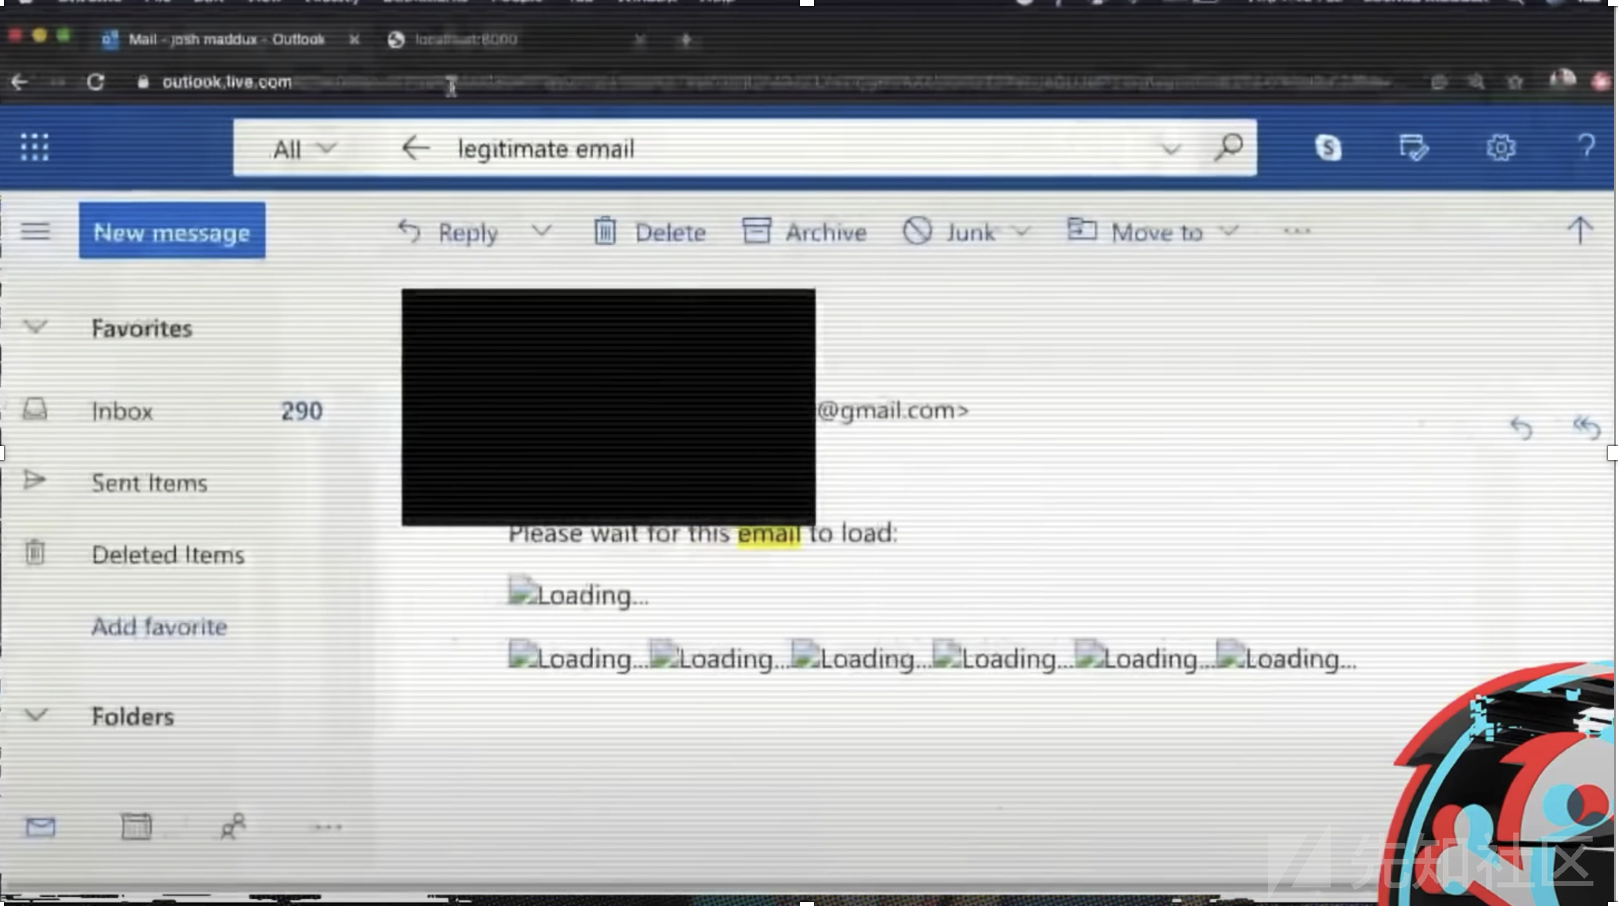 Mail - josh maddux - Outlook
localhost:8000
outlook.live.com
All
legitimate email
New message
Reply
Delete
Archive
Junk
Move to
Favorites
Inbox 290
@gmail.com>
Sent Items
Please wait for this email to load:
Deleted Items
Loading...
Add favorite
Loading... Loading... Loading... Loading... Loading... Loading...
Folders
先知社区